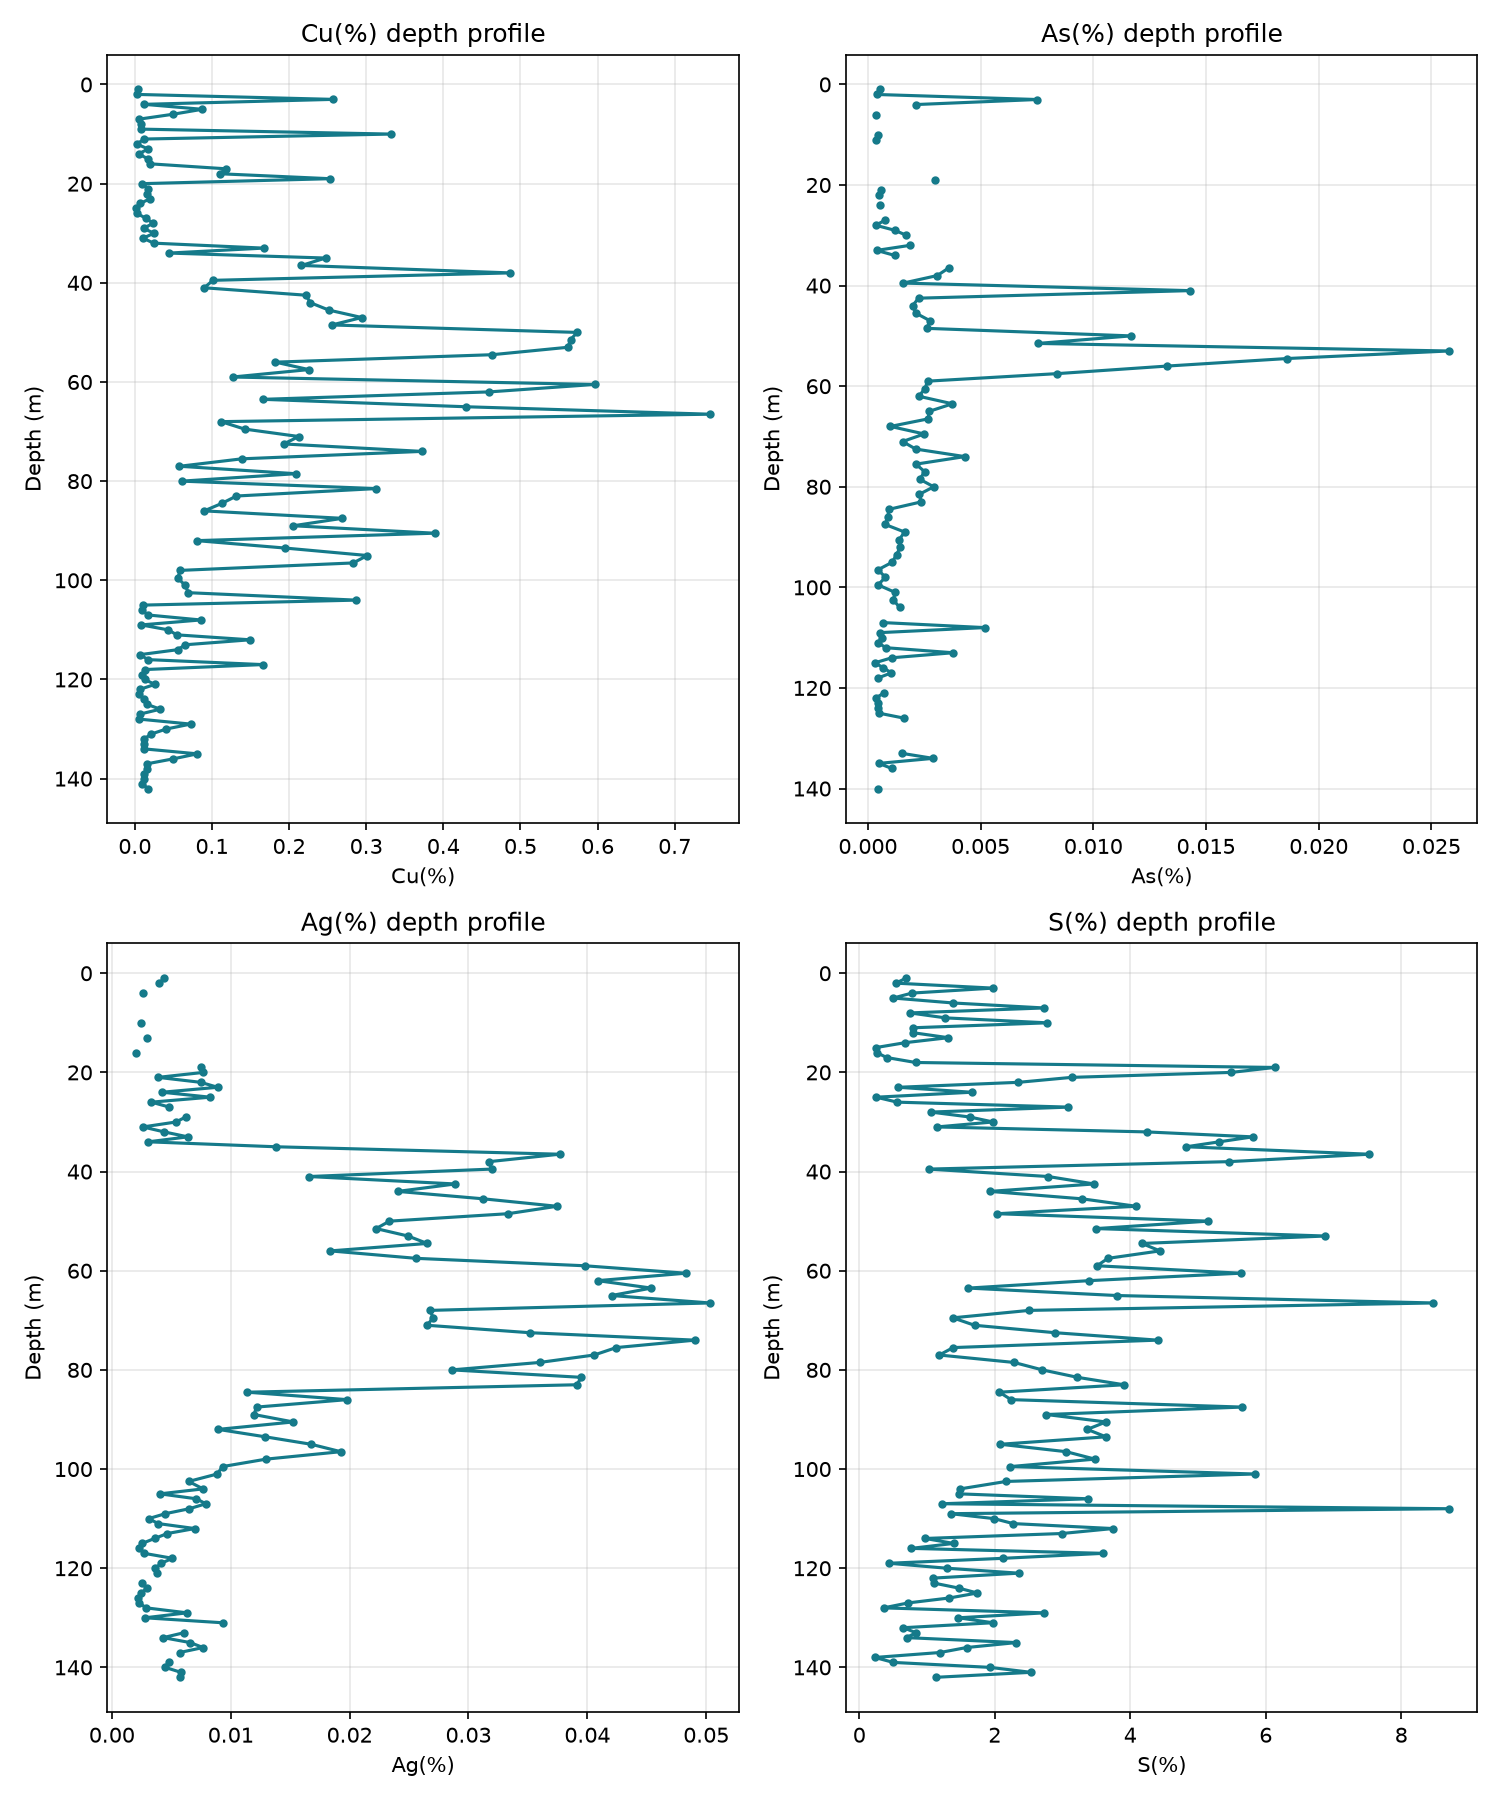 Cu(%) depth profile
0
20
40
60
80
100
120
140
Depth (m)
0.0 0.1 0.2 0.3 0.4 0.5 0.6 0.7
Cu(%)
As(%) depth profile
0
20
40
60
80
100
120
140
Depth (m)
0.000 0.005 0.010 0.015 0.020 0.025
As(%)
Ag(%) depth profile
0
20
40
60
80
100
120
140
Depth (m)
0.00 0.01 0.02 0.03 0.04 0.05
Ag(%)
S(%) depth profile
0
20
40
60
80
100
120
140
Depth (m)
0 2 4 6 8
S(%)